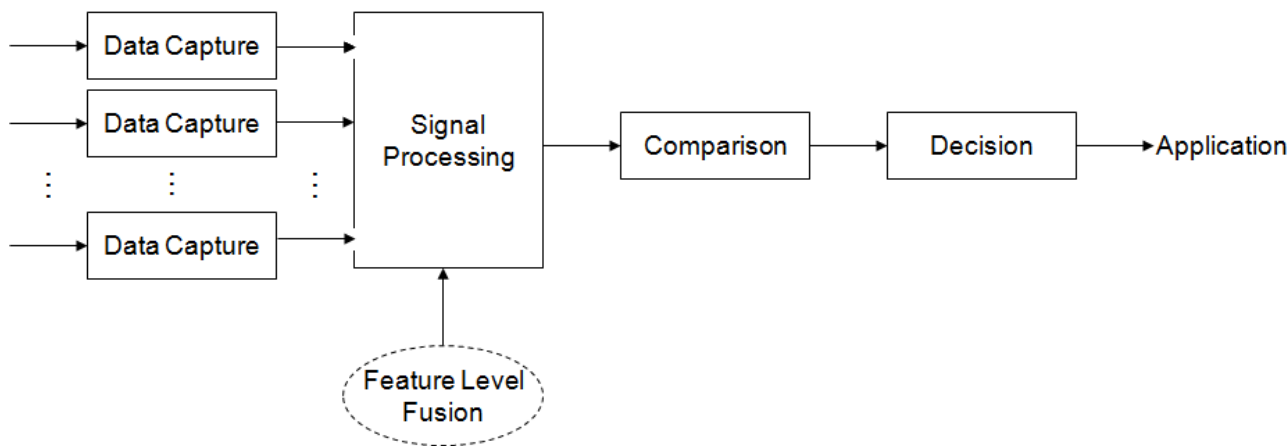 Data Capture
Data Capture
Data Capture
Signal
Processing
Comparison
Decision
Application
Feature Level
Fusion